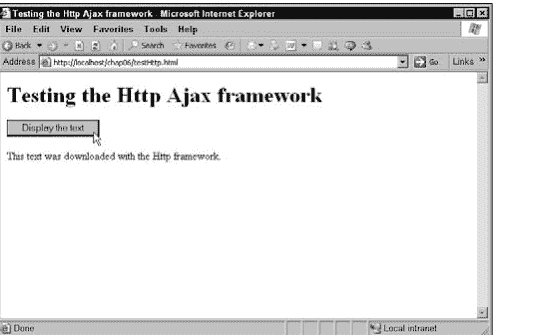 Testing the Http Ajax framework - Microsoft Internet Explorer
File Edit View Favorites Tools Help
Back Search Favorites
Address http://localhost/chap06/testHttp.html Go Links »
Testing the Http Ajax framework
Display the text
This text was downloaded with the Http framework.
Done Local intranet